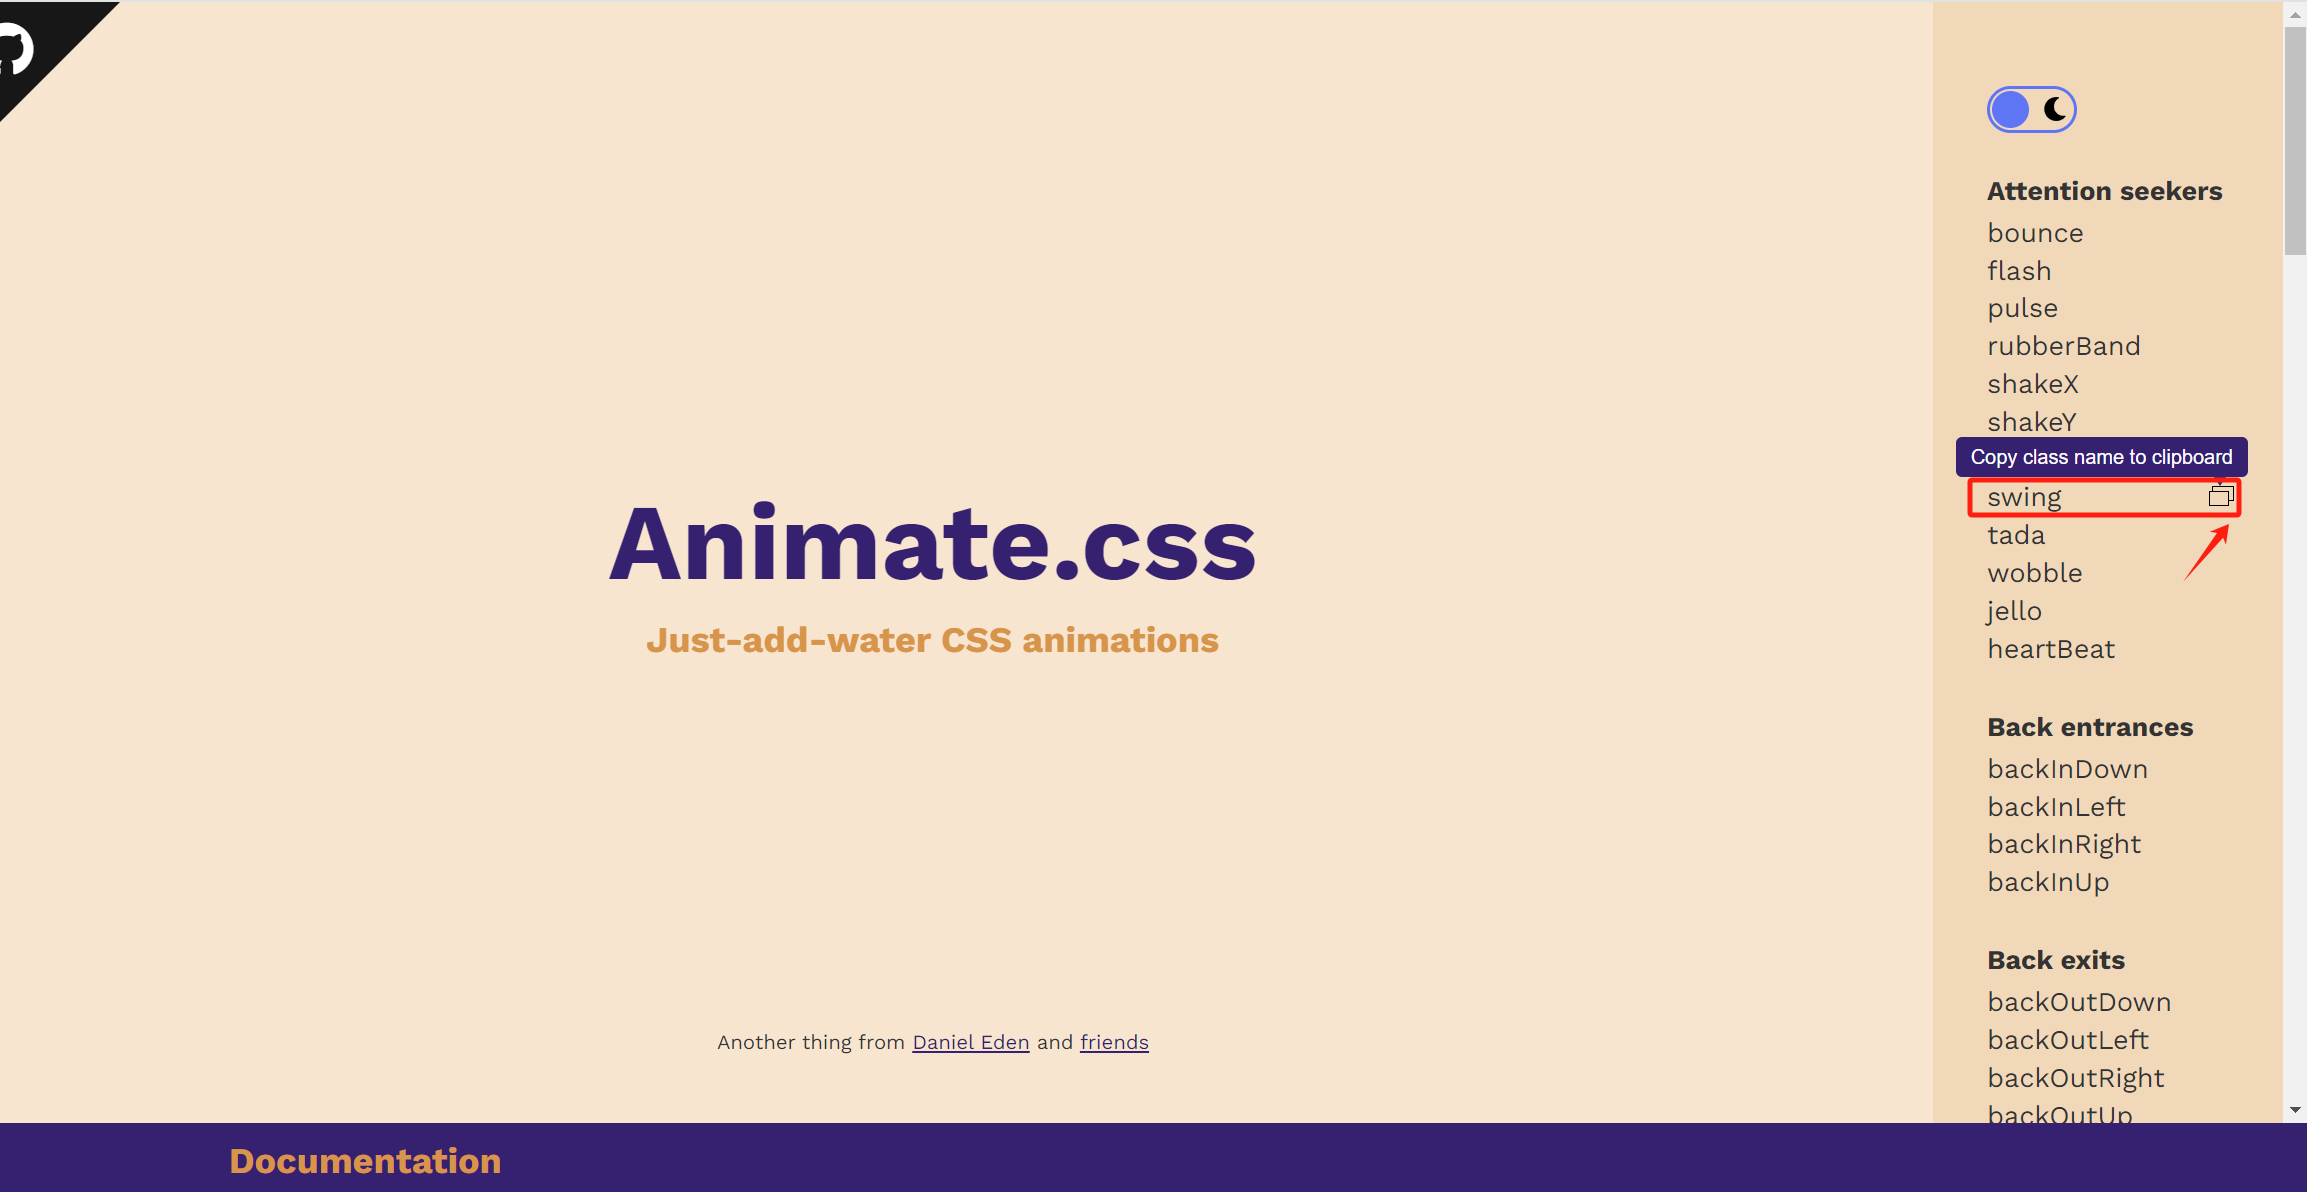 Animate.css
Just-add-water CSS animations
Another thing from Daniel Eden and friends
Attention seekers
bounce
flash
pulse
rubberBand
shakeX
shakeY
Copy class name to clipboard
swing
tada
wobble
jello
heartBeat
Back entrances
backInDown
backInLeft
backInRight
backInUp
Back exits
backOutDown
backOutLeft
backOutRight
backOutUp
Documentation